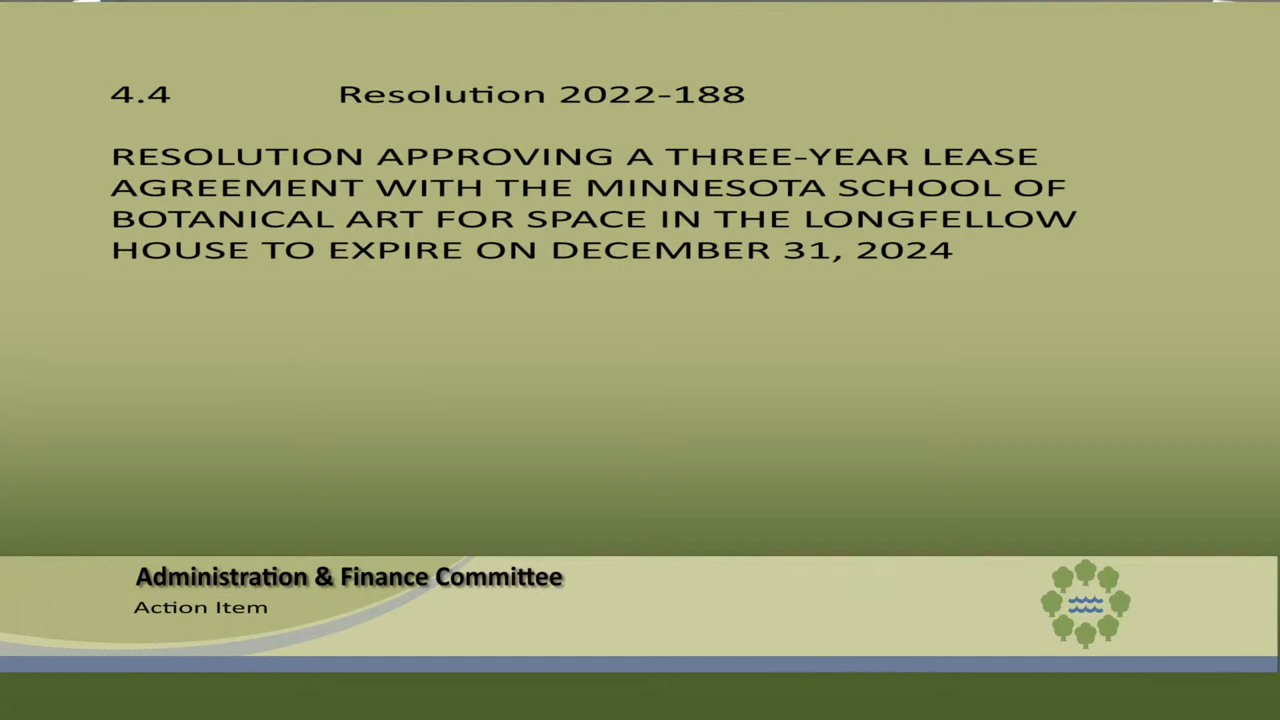 4.4 Resolution 2022-188
RESOLUTION APPROVING A THREE-YEAR LEASE
AGREEMENT WITH THE MINNESOTA SCHOOL OF
BOTANICAL ART FOR SPACE IN THE LONGFELLOW
HOUSE TO EXPIRE ON DECEMBER 31, 2024
Administration & Finance Committee
Action Item